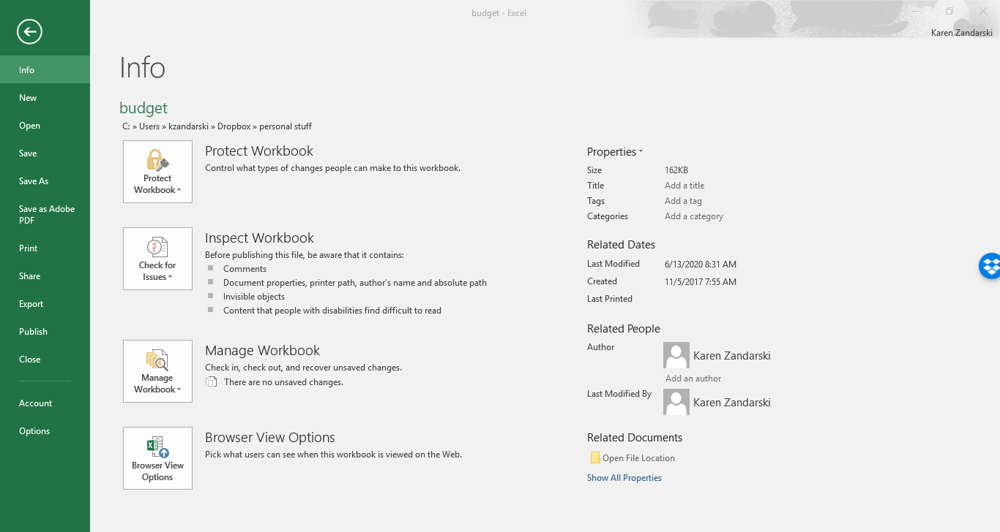 budget - Excel
Karen Zandarski
Info
New
Open
Save
Save As
Save as Adobe
PDF
Print
Share
Export
Publish
Close
Account
Options
Info
budget
C: » Users » kzandarski » Dropbox » personal stuff
Protect
Workbook
Protect Workbook
Control what types of changes people can make to this workbook.
Check for
Issues
Inspect Workbook
Before publishing this file, be aware that it contains:
Comments
Document properties, printer path, author's name and absolute path
Invisible objects
Content that people with disabilities find difficult to read
Manage
Workbook
Manage Workbook
Check in, check out, and recover unsaved changes.
There are no unsaved changes.
Browser View
Options
Browser View Options
Pick what users can see when this workbook is viewed on the Web.
Properties
Size 162KB
Title Add a title
Tags Add a tag
Categories Add a category
Related Dates
Last Modified 6/13/2020 8:31 AM
Created 11/5/2017 7:55 AM
Last Printed
Related People
Author Karen Zandarski
Add an author
Last Modified By Karen Zandarski
Related Documents
Open File Location
Show All Properties